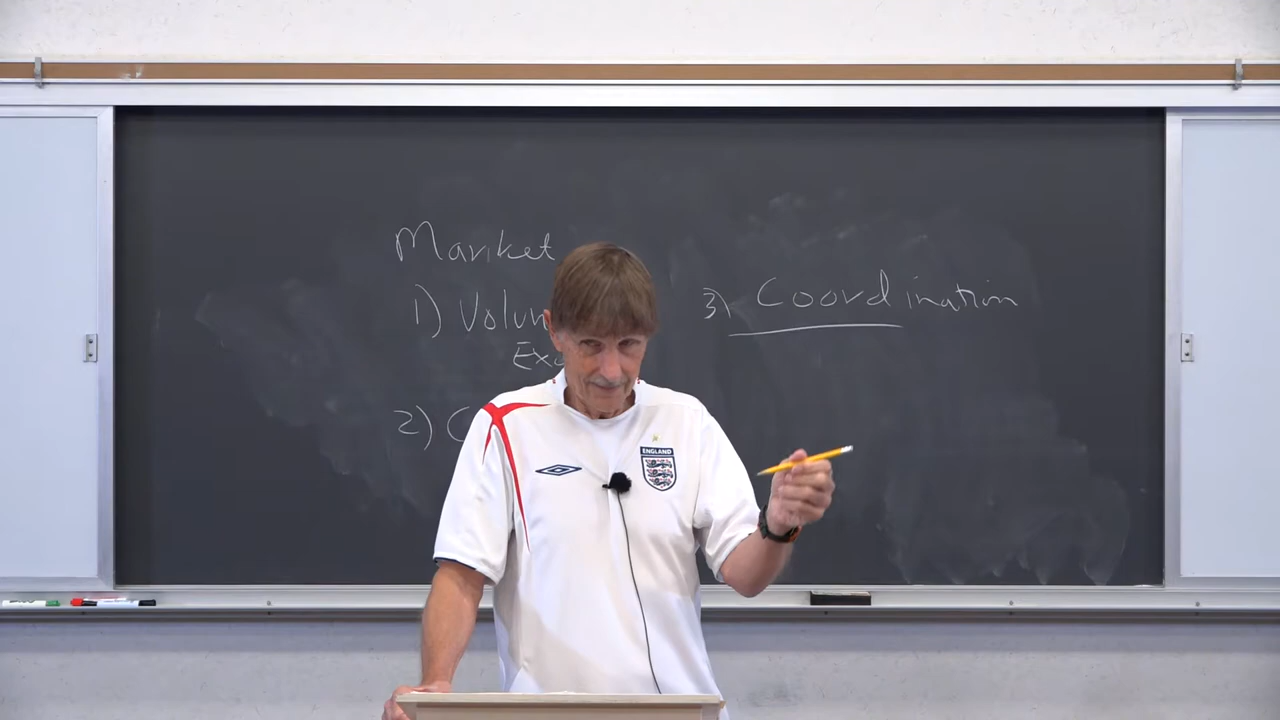 Market
1) Volun
Exc
2) C
3) Coordination
ENGLAND